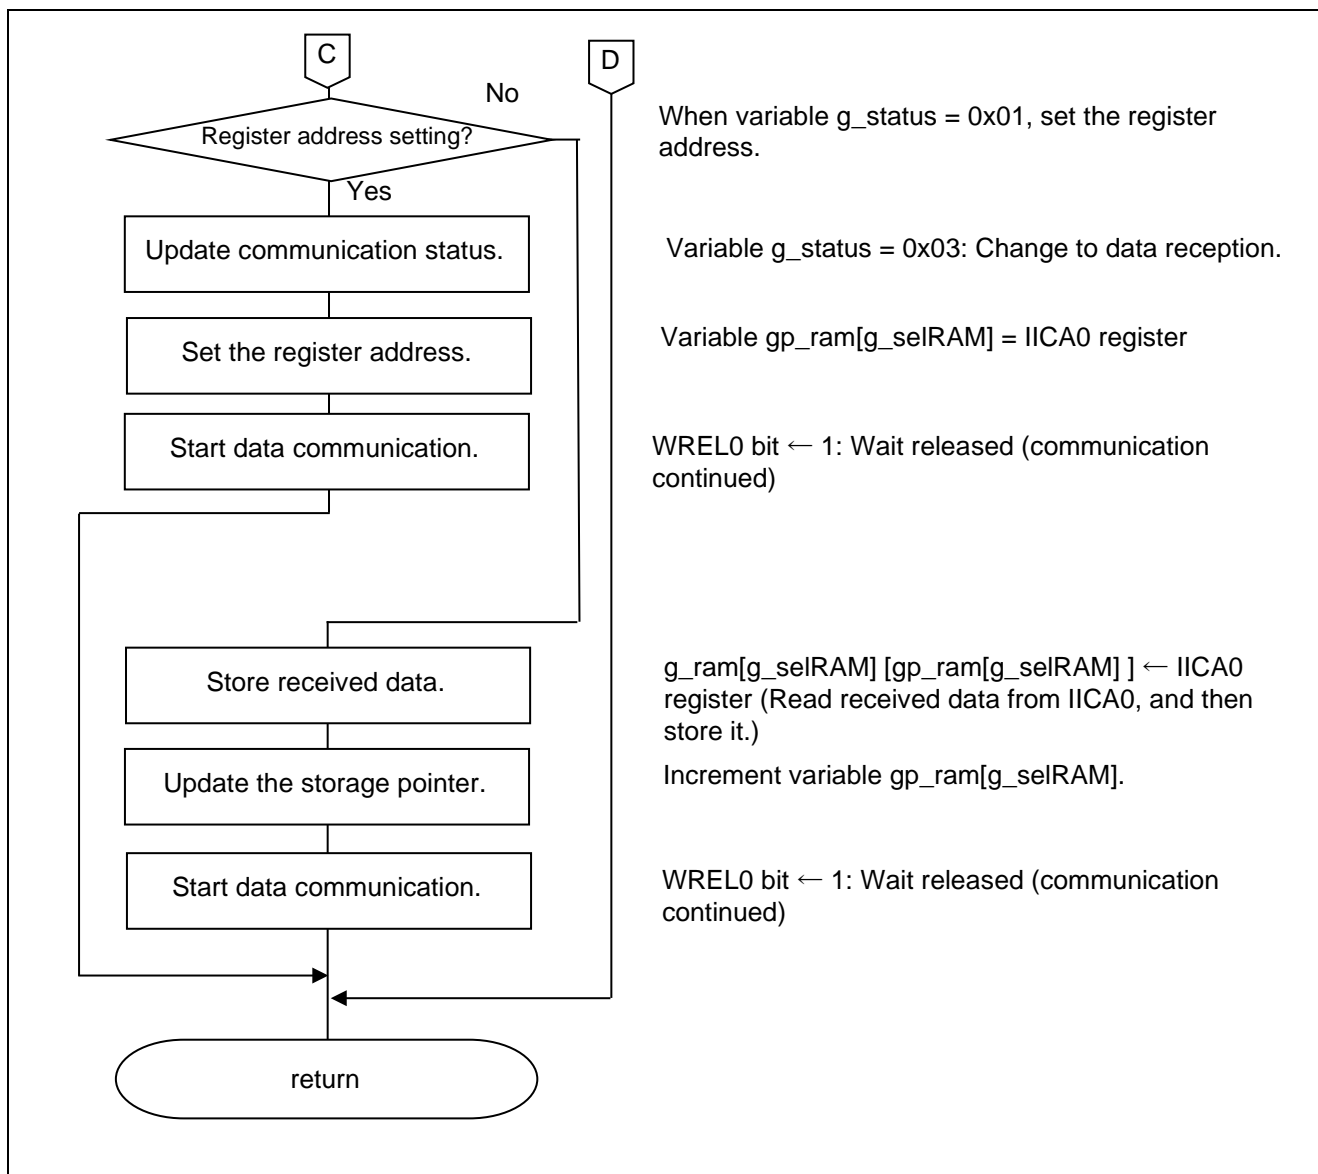 C
D
No
When variable g_status = 0x01, set the register
address.
Register address setting?
Yes
Update communication status.
Variable g_status = 0x03: Change to data reception.
Set the register address.
Variable gp_ram[g_selRAM] = IICA0 register
Start data communication.
WREL0 bit ← 1: Wait released (communication
continued)
Store received data.
g_ram[g_selRAM] [gp_ram[g_selRAM] ] ← IICA0
register (Read received data from IICA0, and then
store it.)
Update the storage pointer.
Increment variable gp_ram[g_selRAM].
Start data communication.
WREL0 bit ← 1: Wait released (communication
continued)
return